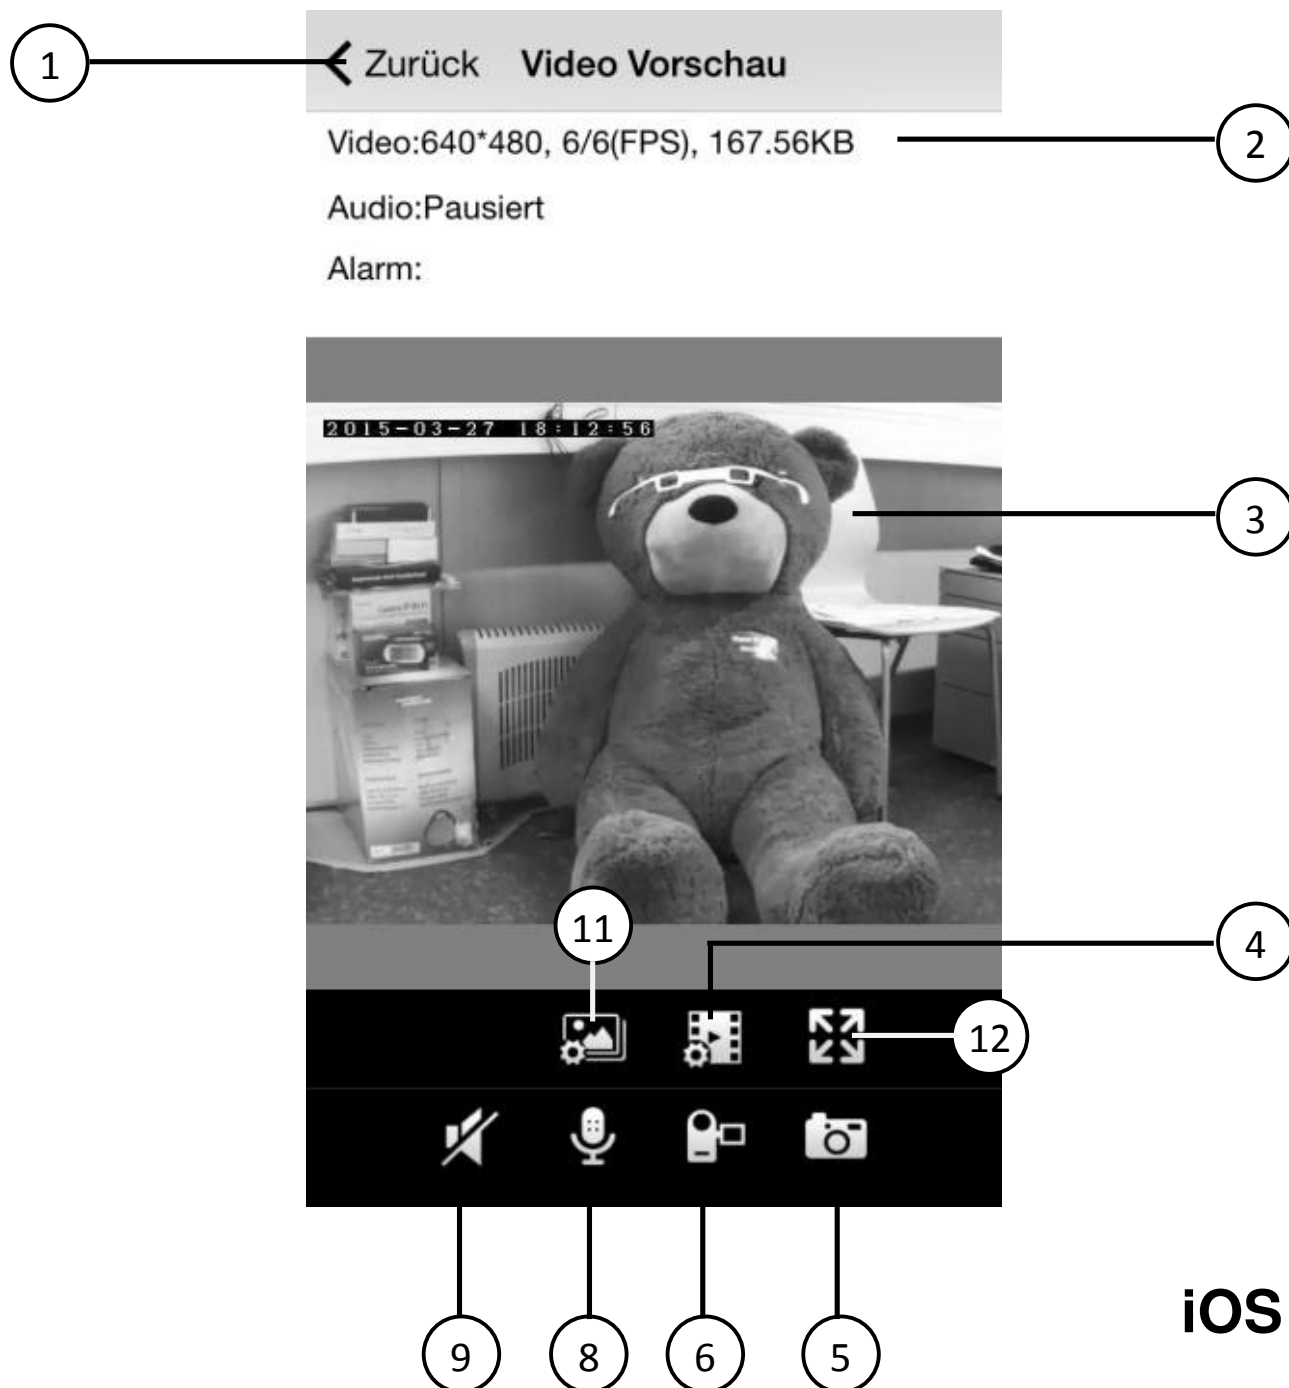 1
Zurück Video Vorschau
Video:640*480, 6/6(FPS), 167.56KB
2
Audio:Pausiert
Alarm:
2015-03-27 18:12:56
3
11
4
12
9 8 6 5
iOS